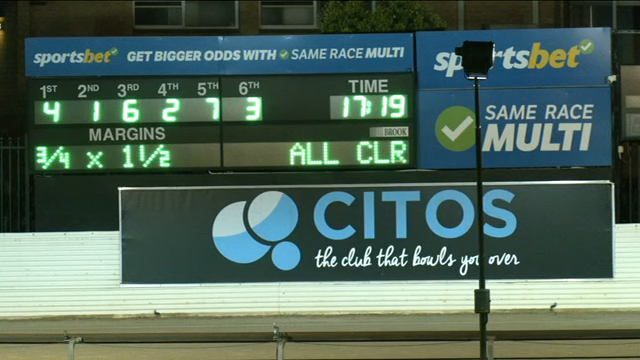 sportsbet GET BIGGER ODDS WITH SAME RACE MULTI
sportsbet
1ST 2ND 3RD 4TH 5TH 6TH TIME
4 1 6 2 7 3 17:19
MARGINS BROOK
¾ x 1½ ALL CLR
SAME RACE
MULTI
CITOS
the club that bowls you over